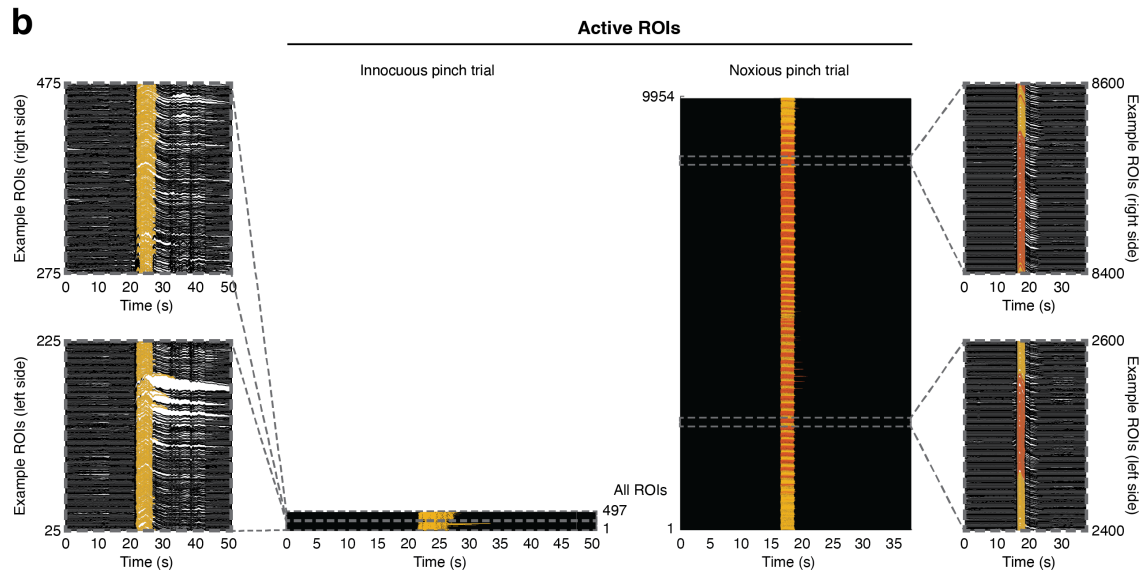 b
Active ROIs
Innocuous pinch trial
Noxious pinch trial
475
275
Example ROIs (right side)
0 10 20 30 40 50
Time (s)
225
25
Example ROIs (left side)
0 10 20 30 40 50
Time (s)
All ROIs
497
1
0 5 10 15 20 25 30 35 40 45 50
Time (s)
9954
1
0 5 10 15 20 25 30 35
Time (s)
8600
8400
Example ROIs (right side)
0 10 20 30
Time (s)
2600
2400
Example ROIs (left side)
0 10 20 30
Time (s)